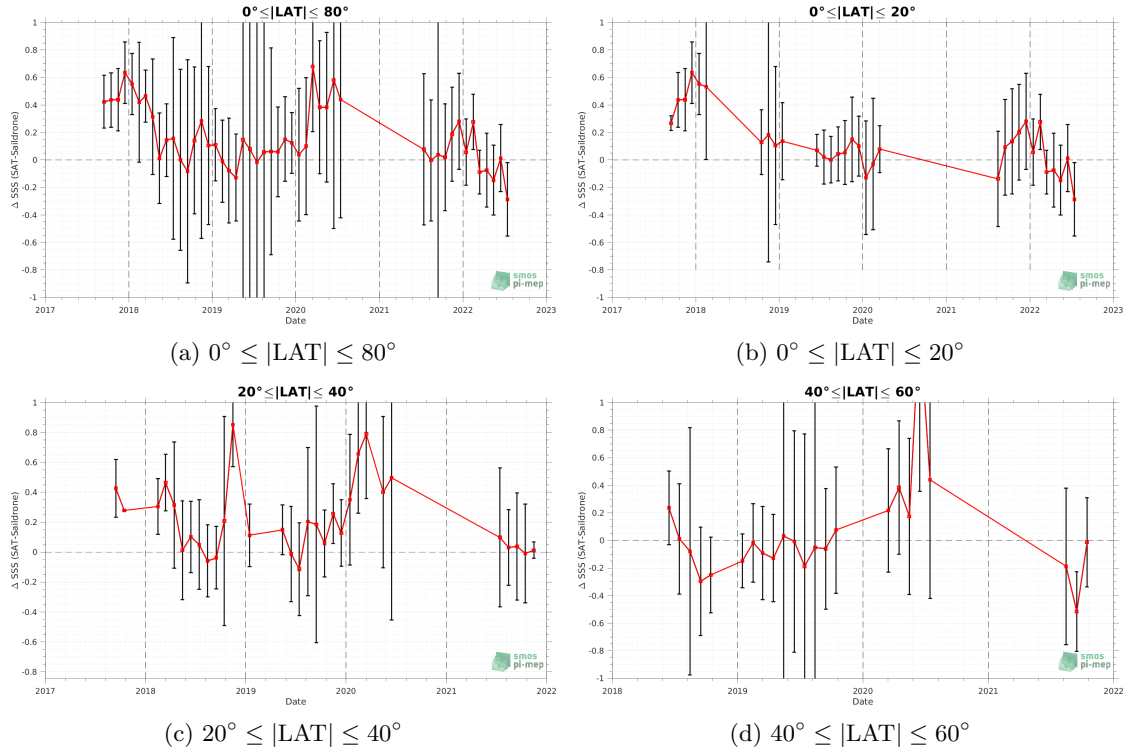 0°≤|LAT|≤ 80°
Δ SSS (SAT-Saildrone)
1
0.8
0.6
0.4
0.2
0
-0.2
-0.4
-0.6
-0.8
-1
2018 2019 2020 2021 2022 2023
Date
smos
pi-mep
(a) 0° ≤ |LAT| ≤ 80°
0°≤|LAT|≤ 20°
Δ SSS (SAT-Saildrone)
1
0.8
0.6
0.4
0.2
0
-0.2
-0.4
-0.6
-0.8
-1
2017 2018 2019 2020 2021 2022 2023
Date
smos
pi-mep
(b) 0° ≤ |LAT| ≤ 20°
20°≤|LAT|≤ 40°
Δ SSS (SAT-Saildrone)
1
0.8
0.6
0.4
0.2
0
-0.2
-0.4
-0.6
-0.8
2017 2018 2019 2020 2021 2022
Date
smos
pi-mep
(c) 20° ≤ |LAT| ≤ 40°
40°≤|LAT|≤ 60°
Δ SSS (SAT-Saildrone)
1
0.8
0.6
0.4
0.2
0
-0.2
-0.4
-0.6
-0.8
-1
2018 2019 2020 2021 2022
Date
smos
pi-mep
(d) 40° ≤ |LAT| ≤ 60°